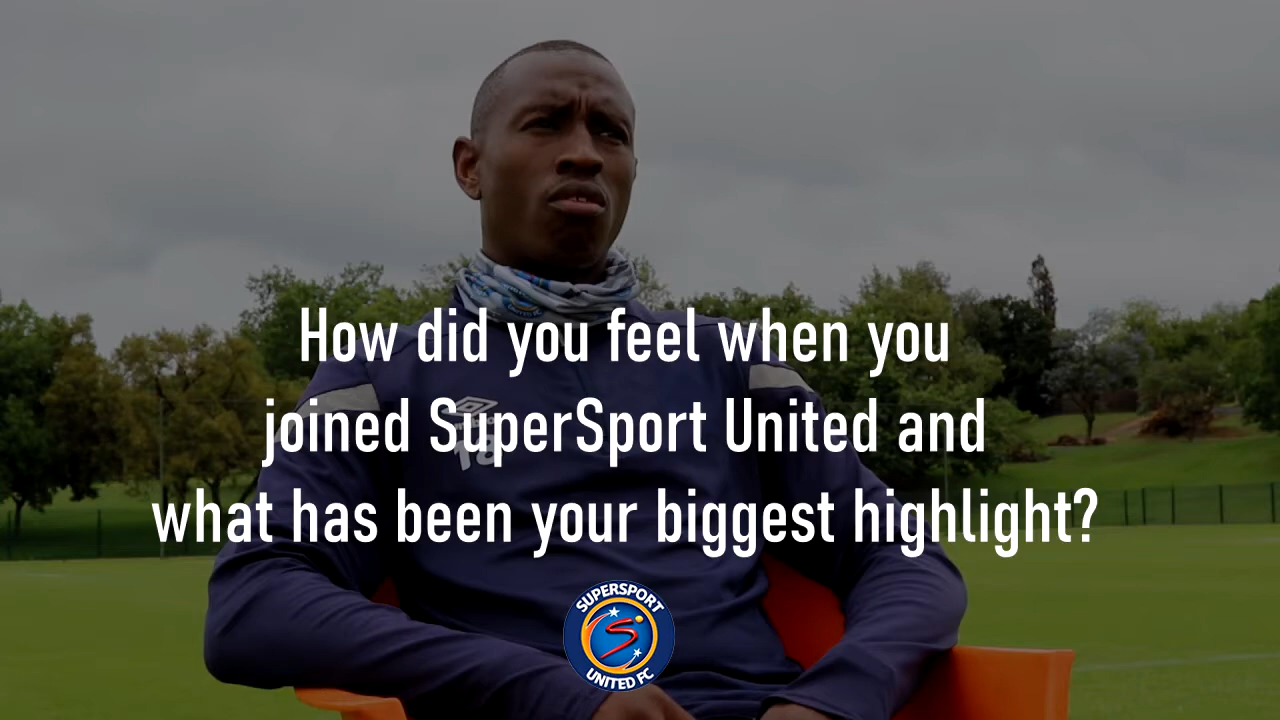 How did you feel when you
joined SuperSport United and
what has been your biggest highlight?
SUPERSPORT
UNITED FC